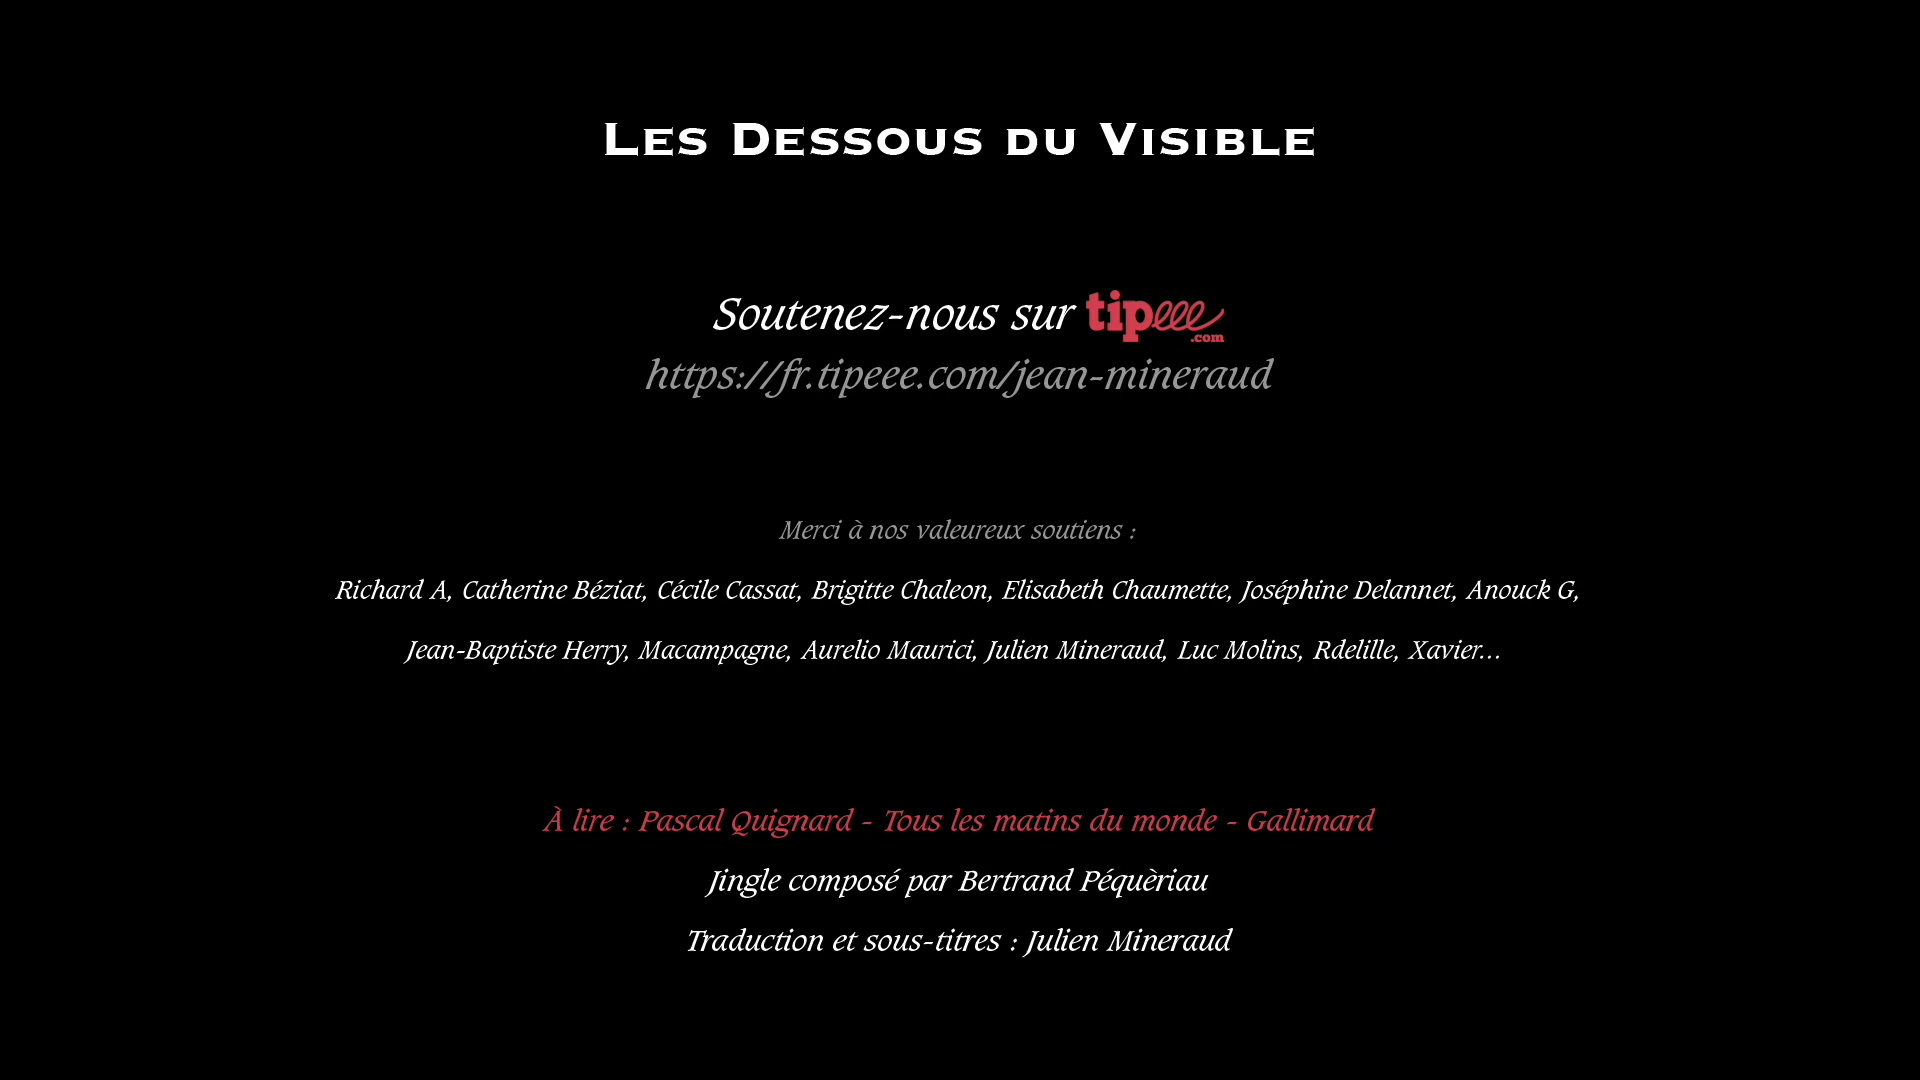 Les Dessous du Visible
Soutenez-nous sur tipeee.com
https://fr.tipeee.com/jean-mineraud
Merci à nos valeureux soutiens :
Richard A, Catherine Béziat, Cécile Cassat, Brigitte Chaleon, Elisabeth Chaumette, Joséphine Delannet, Anouck G,
Jean-Baptiste Herry, Macampagne, Aurelio Maurici, Julien Mineraud, Luc Molins, Rdelille, Xavier...
À lire : Pascal Quignard - Tous les matins du monde - Gallimard
Jingle composé par Bertrand Péquèriau
Traduction et sous-titres : Julien Mineraud